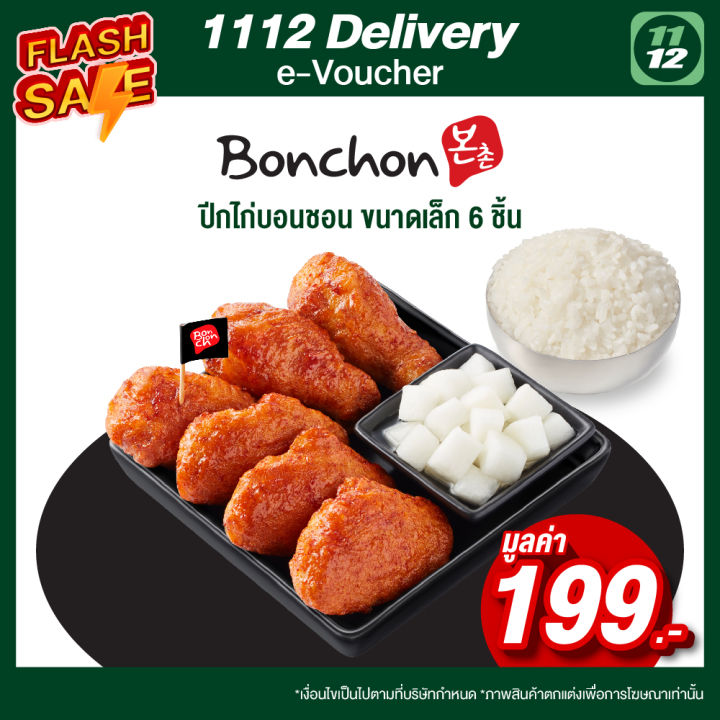 FLASH
SALE
1112 Delivery
e-Voucher
11
12
Bonchon 본촌
ปีกไก่บอนชอน ขนาดเล็ก 6 ชิ้น
Bon
Chon
มูลค่า
199.-
*เงื่อนไขเป็นไปตามที่บริษัทกำหนด *ภาพสินค้าตกแต่งเพื่อการโฆษณาเท่านั้น